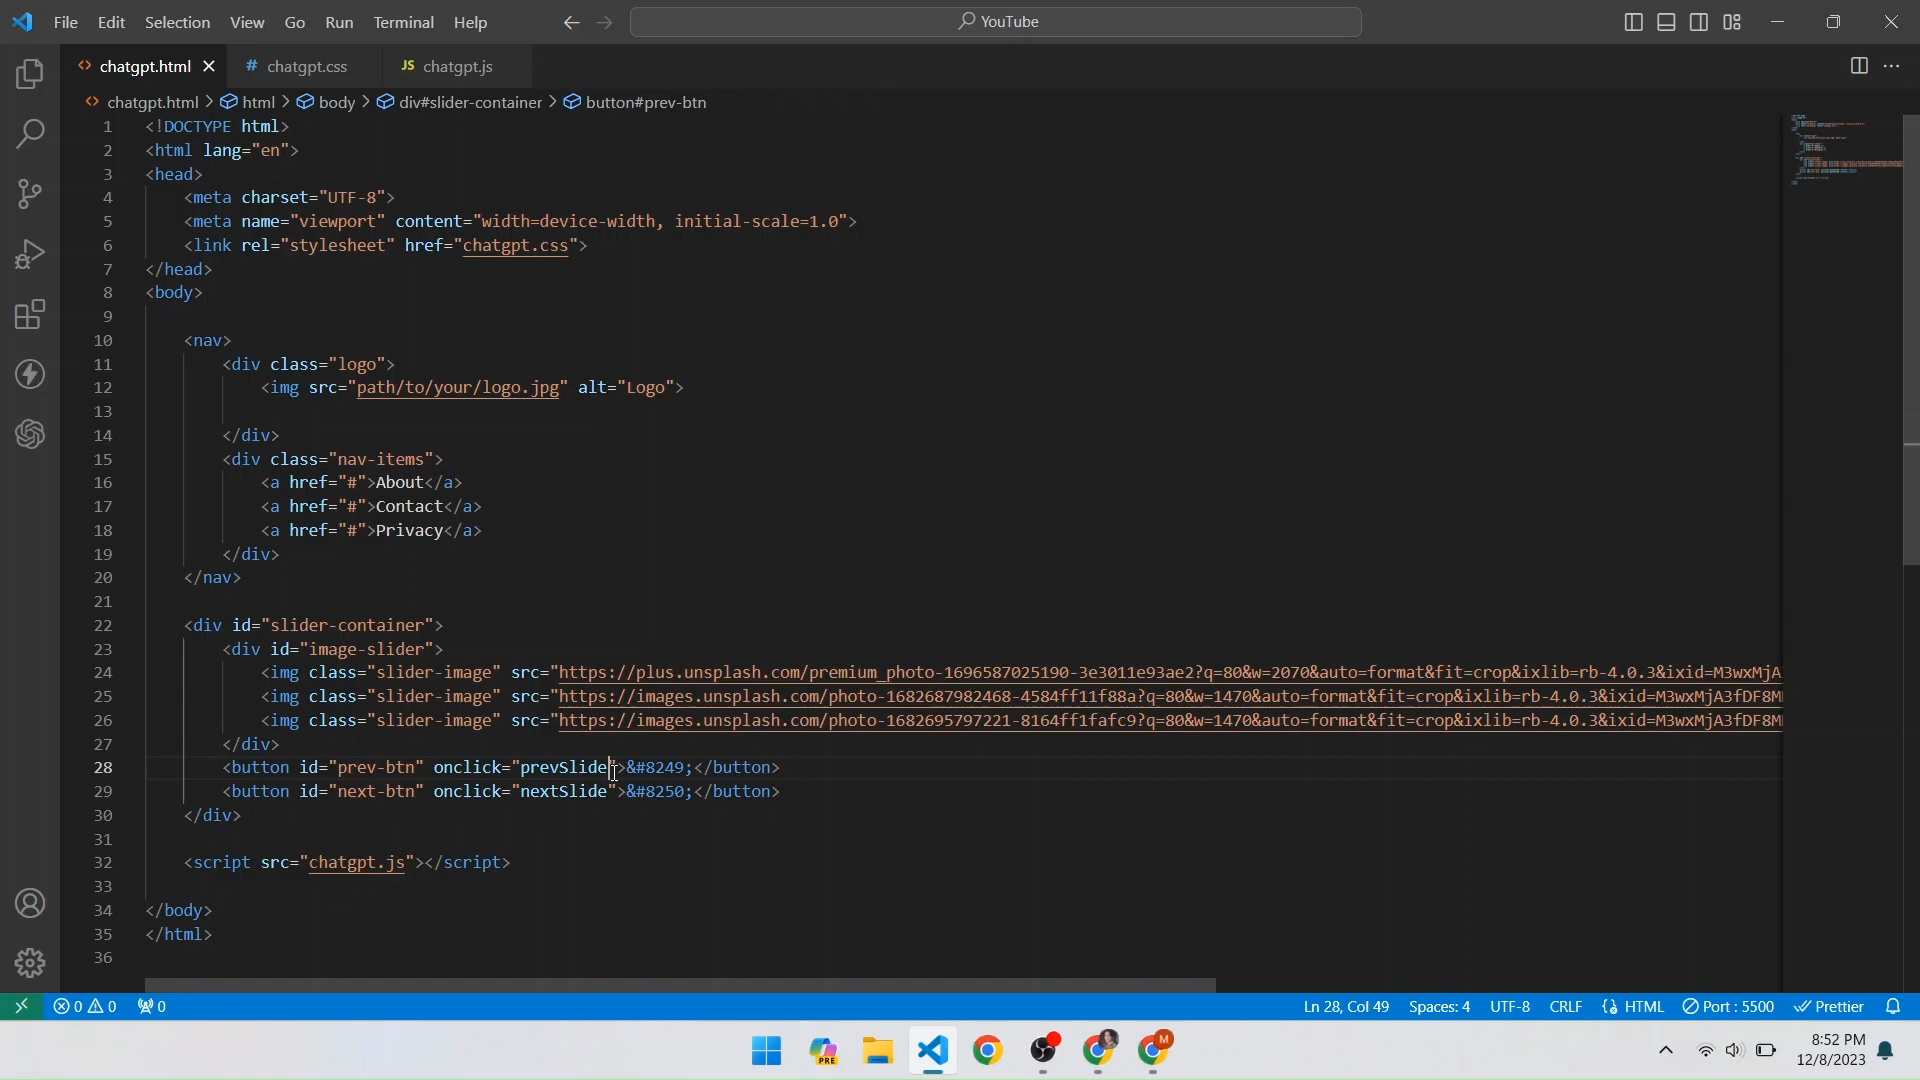 File Edit Selection View Go Run Terminal Help
YouTube
chatgpt.html
# chatgpt.css
JS chatgpt.js
chatgpt.html > html > body > div#slider-container > button#prev-btn
1 <!DOCTYPE html>
2 <html lang="en">
3 <head>
4 <meta charset="UTF-8">
5 <meta name="viewport" content="width=device-width, initial-scale=1.0">
6 <link rel="stylesheet" href="chatgpt.css">
7 </head>
8 <body>
9
10 <nav>
11 <div class="logo">
12 <img src="path/to/your/logo.jpg" alt="Logo">
13
14 </div>
15 <div class="nav-items">
16 <a href="#">About</a>
17 <a href="#">Contact</a>
18 <a href="#">Privacy</a>
19 </div>
20 </nav>
21
22 <div id="slider-container">
23 <div id="image-slider">
24 <img class="slider-image" src="https://plus.unsplash.com/premium_photo-1696587025190-3e3011e93ae2?q=80&w=2070&auto=format&fit=crop&ixlib=rb-4.0.3&ixid=M3wxMjA
25 <img class="slider-image" src="https://images.unsplash.com/photo-1682687982468-4584ff11f88a?q=80&w=1470&auto=format&fit=crop&ixlib=rb-4.0.3&ixid=M3wxMjA3fDF8M
26 <img class="slider-image" src="https://images.unsplash.com/photo-1682695797221-8164ff1fafc9?q=80&w=1470&auto=format&fit=crop&ixlib=rb-4.0.3&ixid=M3wxMjA3fDF8M
27 </div>
28 <button id="prev-btn" onclick="prevSlide">&#8249;</button>
29 <button id="next-btn" onclick="nextSlide">&#8250;</button>
30 </div>
31
32 <script src="chatgpt.js"></script>
33
34 </body>
35 </html>
36
0 0 0
Ln 28, Col 49 Spaces: 4 UTF-8 CRLF HTML Port : 5500 Prettier
PRE
M
8:52 PM
12/8/2023